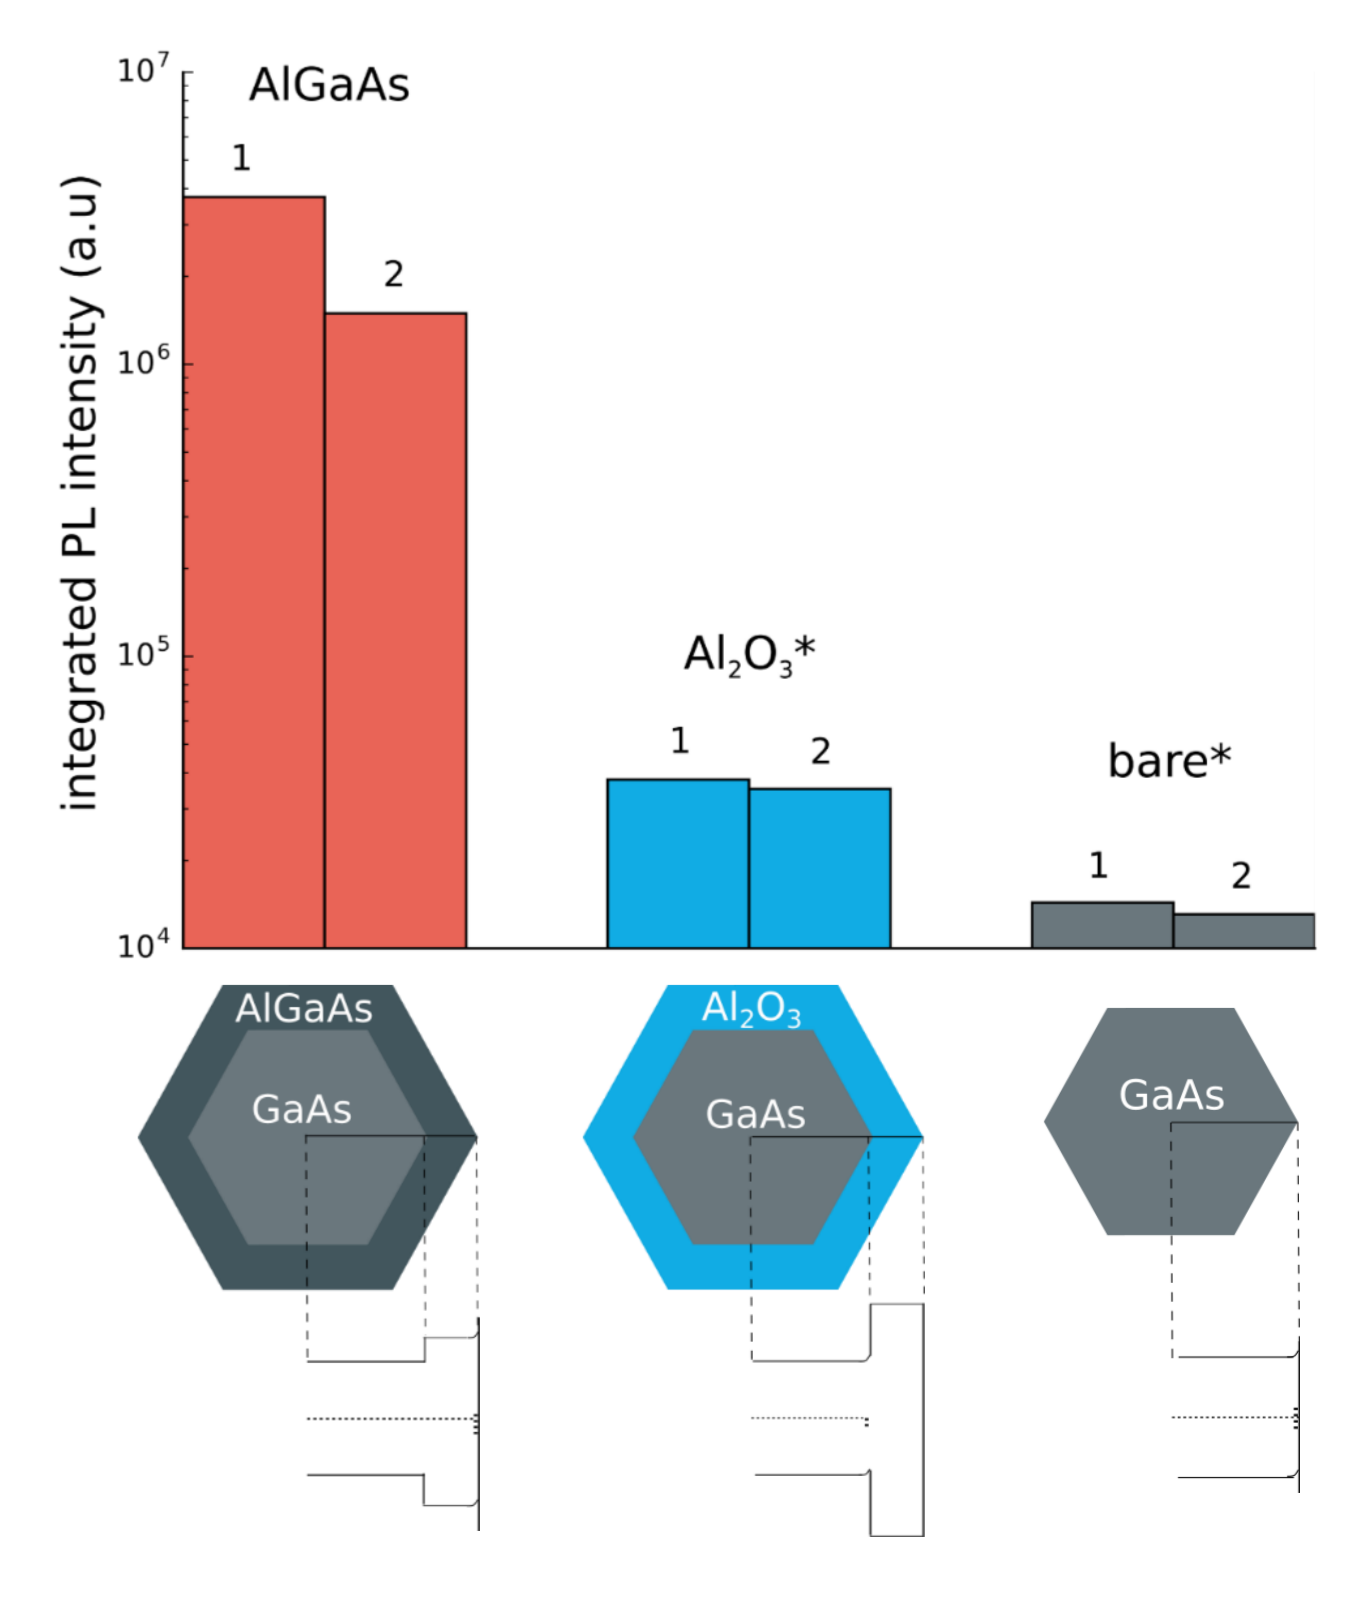 10⁷
AlGaAs
1
2
integrated PL intensity (a.u)
10⁶
10⁵
Al₂O₃*
1
2
bare*
1
2
10⁴
AlGaAs
GaAs
Al₂O₃
GaAs
GaAs